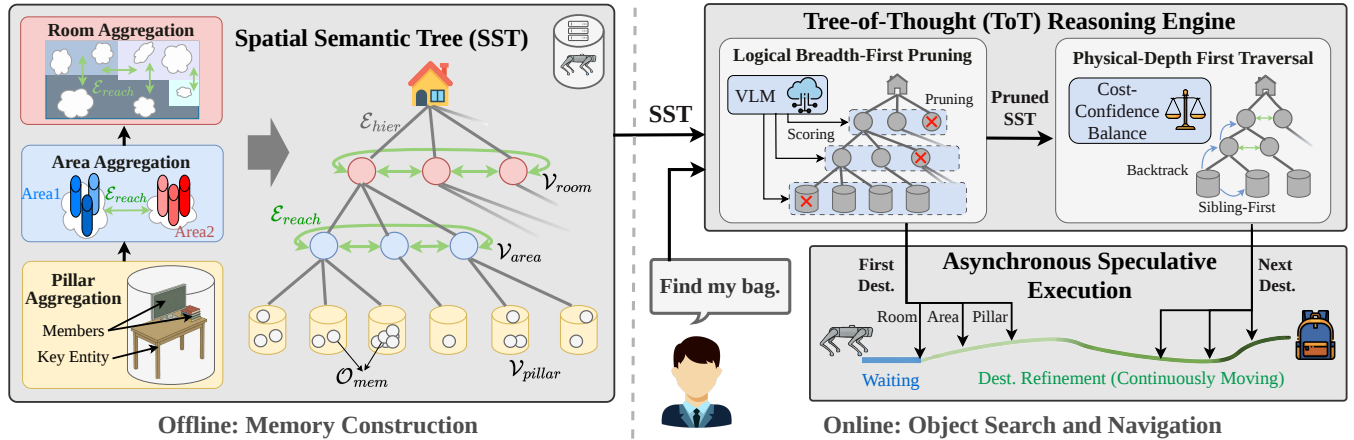 Room Aggregation
ℰreach
Area Aggregation
Area1
ℰreach
Area2
Pillar
Aggregation
Members
Key Entity
Spatial Semantic Tree (SST)
ℰhier
𝒱room
ℰreach
𝒱area
𝒪mem
𝒱pillar
Offline: Memory Construction
SST
Find my bag.
Tree-of-Thought (ToT) Reasoning Engine
Logical Breadth-First Pruning
VLM
Pruning
Scoring
Pruned
SST
Physical-Depth First Traversal
Cost-
Confidence
Balance
Backtrack
Sibling-First
First
Dest.
Asynchronous Speculative
Execution
Next
Dest.
Room
Area
Pillar
Waiting
Dest. Refinement (Continuously Moving)
Online: Object Search and Navigation